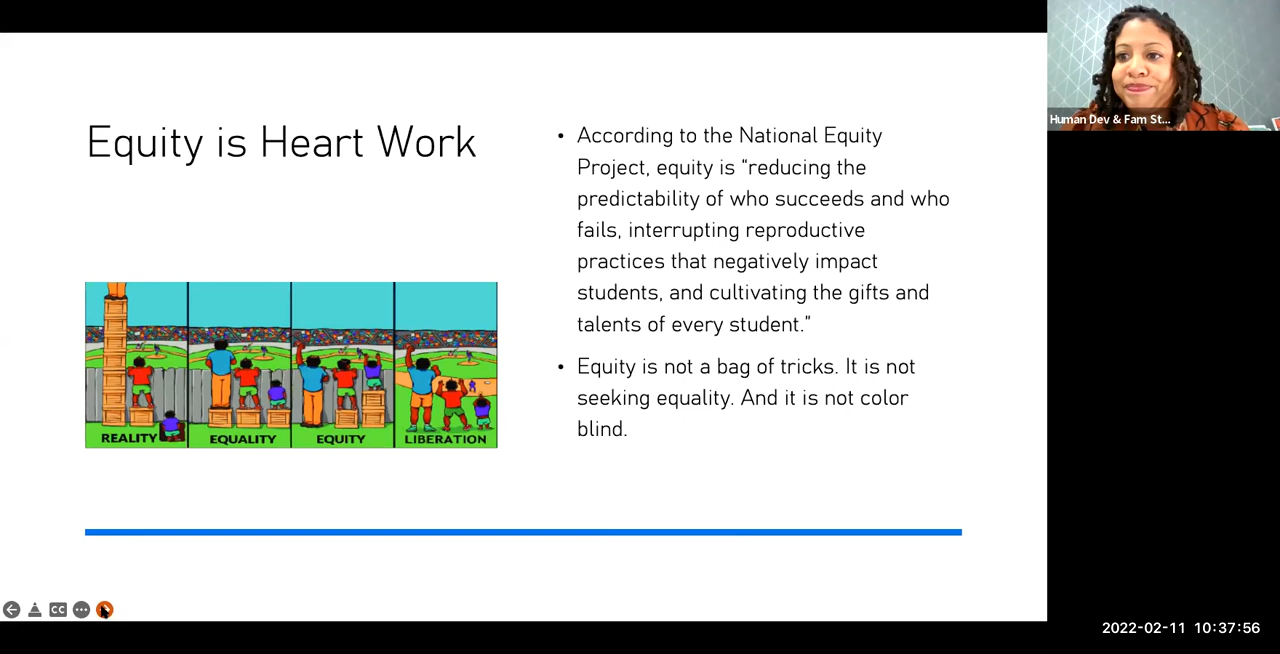 Equity is Heart Work
• According to the National Equity
Project, equity is “reducing the
predictability of who succeeds and who
fails, interrupting reproductive
practices that negatively impact
students, and cultivating the gifts and
talents of every student.”
• Equity is not a bag of tricks. It is not
seeking equality. And it is not color
blind.
REALITY
EQUALITY
EQUITY
LIBERATION
Human Dev & Fam St...
CC
2022-02-11 10:37:56